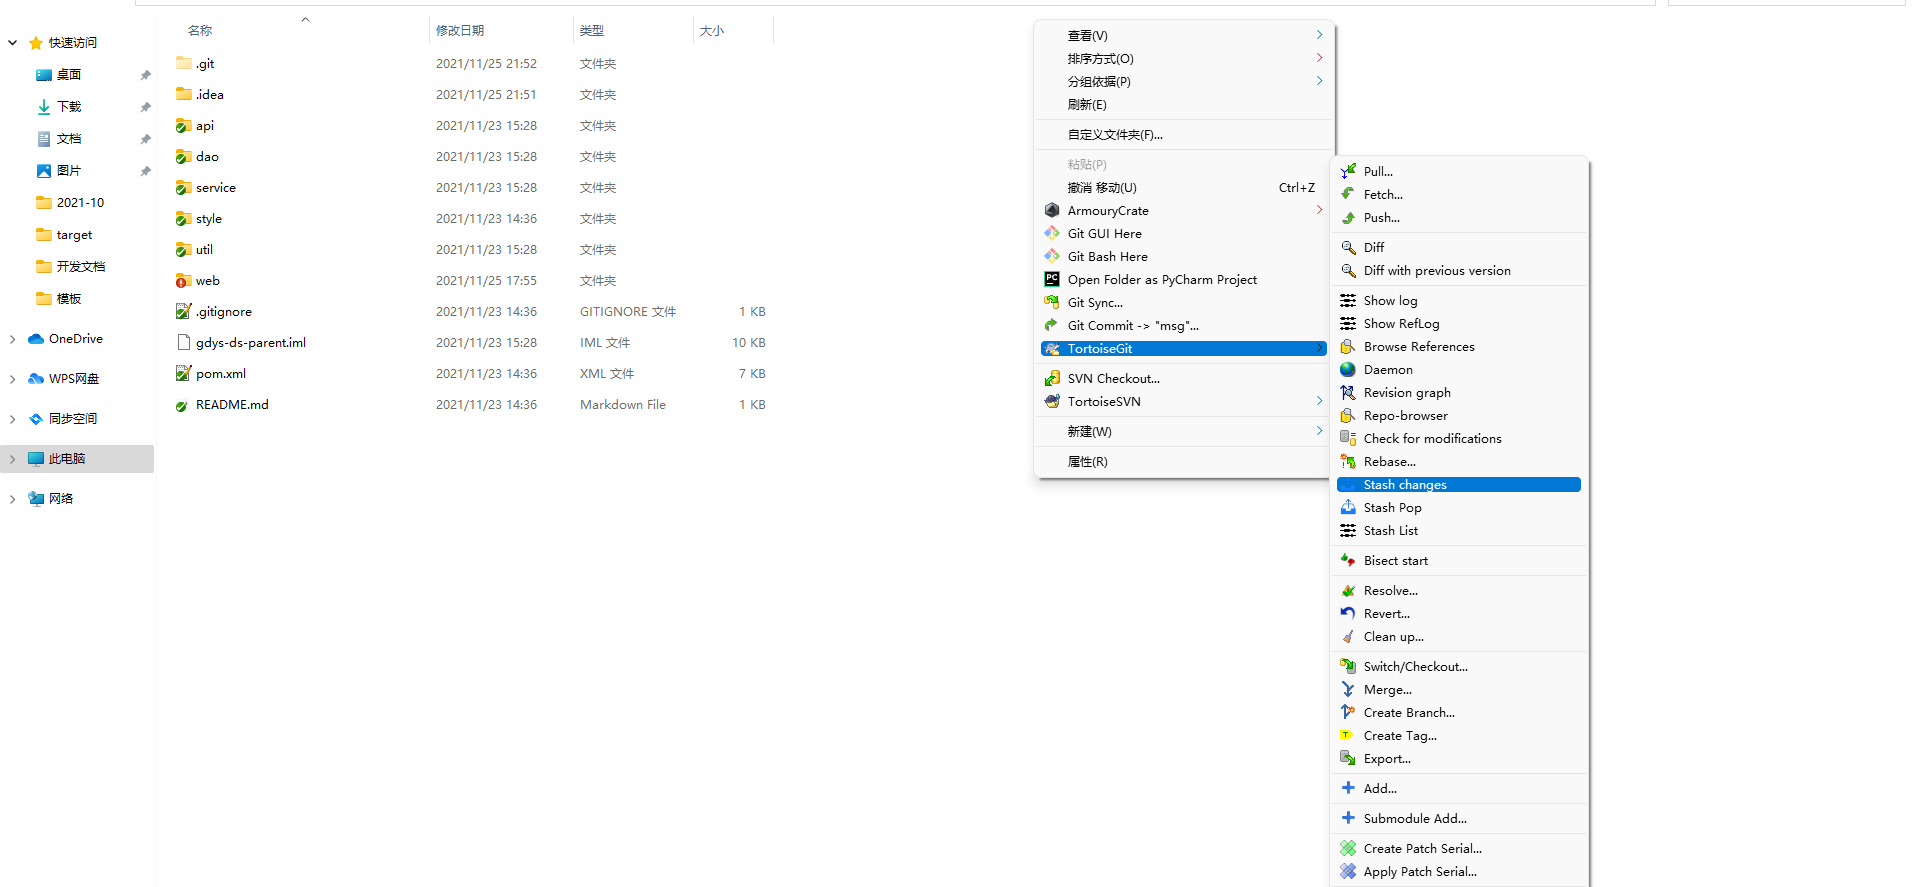 名称 修改日期 类型 大小
快速访问
桌面
下载
文档
图片
2021-10
target
开发文档
模板
OneDrive
WPS网盘
同步空间
此电脑
网络
.git 2021/11/25 21:52 文件夹
.idea 2021/11/25 21:51 文件夹
api 2021/11/23 15:28 文件夹
dao 2021/11/23 15:28 文件夹
service 2021/11/23 15:28 文件夹
style 2021/11/23 14:36 文件夹
util 2021/11/23 15:28 文件夹
web 2021/11/25 17:55 文件夹
.gitignore 2021/11/23 14:36 GITIGNORE 文件 1 KB
gdys-ds-parent.iml 2021/11/23 15:28 IML 文件 10 KB
pom.xml 2021/11/23 14:36 XML 文件 7 KB
README.md 2021/11/23 14:36 Markdown File 1 KB
查看(V)
排序方式(O)
分组依据(P)
刷新(E)
自定义文件夹(F)...
粘贴(P)
撤消 移动(U) Ctrl+Z
ArmouryCrate
Git GUI Here
Git Bash Here
PC Open Folder as PyCharm Project
Git Sync...
Git Commit -> "msg"...
TortoiseGit
SVN Checkout...
TortoiseSVN
新建(W)
属性(R)
Pull...
Fetch...
Push...
Diff
Diff with previous version
Show log
Show RefLog
Browse References
Daemon
Revision graph
Repo-browser
Check for modifications
Rebase...
Stash changes
Stash Pop
Stash List
Bisect start
Resolve...
Revert...
Clean up...
Switch/Checkout...
Merge...
Create Branch...
Create Tag...
Export...
Add...
Submodule Add...
Create Patch Serial...
Apply Patch Serial...